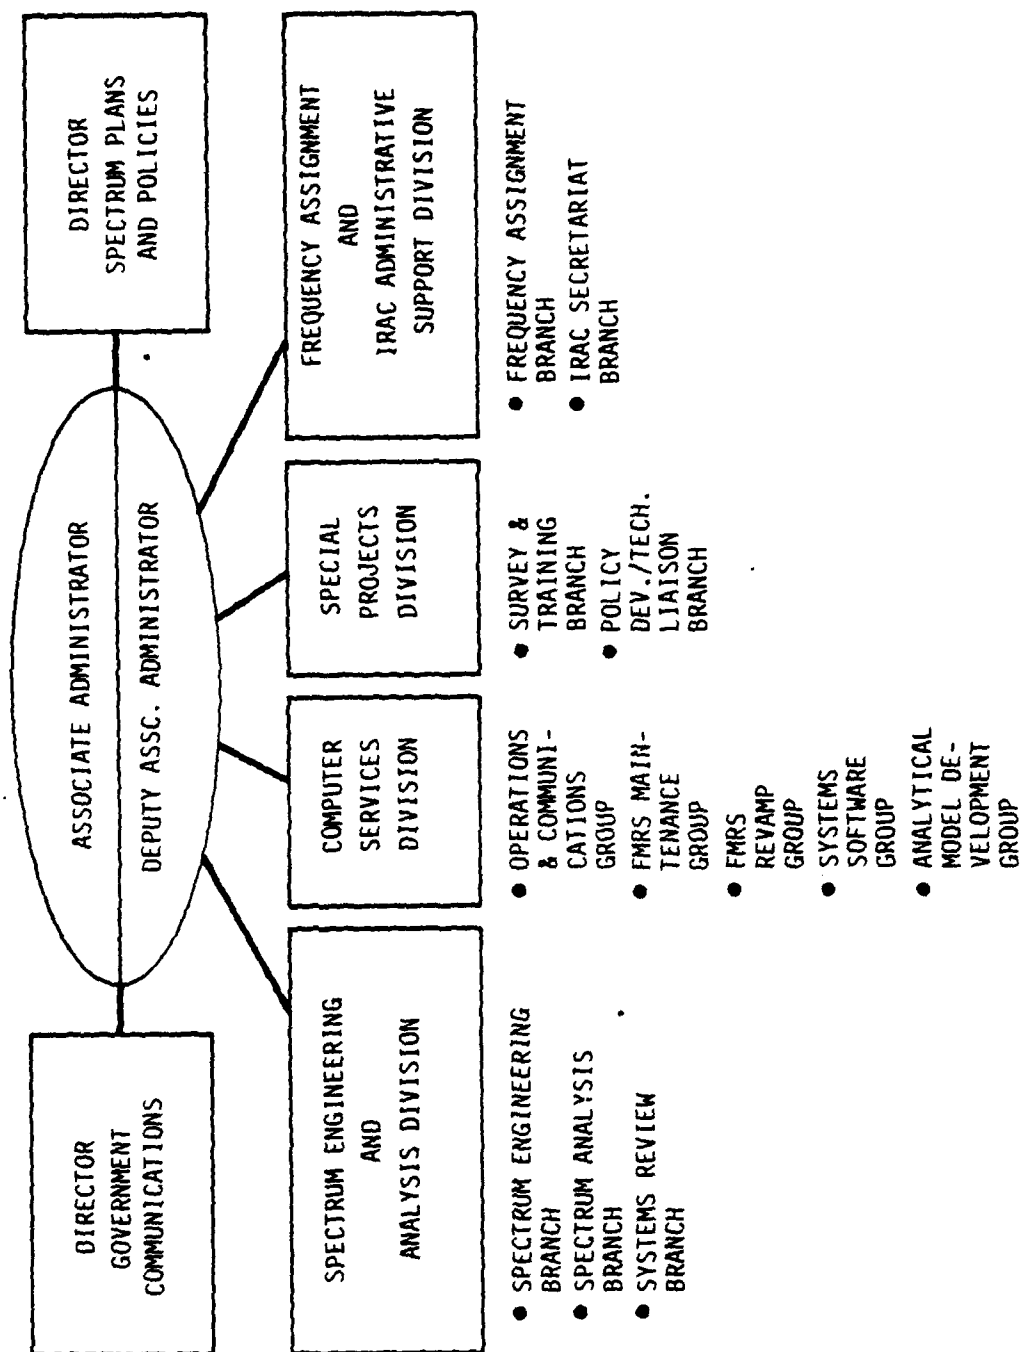 ASSOCIATE ADMINISTRATOR
DEPUTY ASSC. ADMINISTRATOR
DIRECTOR
GOVERNMENT
COMMUNICATIONS
DIRECTOR
SPECTRUM PLANS
AND POLICIES
SPECTRUM ENGINEERING
AND
ANALYSIS DIVISION
● SPECTRUM ENGINEERING
BRANCH
● SPECTRUM ANALYSIS
BRANCH
● SYSTEMS REVIEW
BRANCH
COMPUTER
SERVICES
DIVISION
● OPERATIONS
& COMMUNI-
CATIONS
GROUP
● FMRS MAIN-
TENANCE
GROUP
● FMRS
REVAMP
GROUP
● SYSTEMS
SOFTWARE
GROUP
● ANALYTICAL
MODEL DE-
VELOPMENT
GROUP
SPECIAL
PROJECTS
DIVISION
● SURVEY &
TRAINING
BRANCH
● POLICY
DEV./TECH.
LIAISON
BRANCH
FREQUENCY ASSIGNMENT
AND
IRAC ADMINISTRATIVE
SUPPORT DIVISION
● FREQUENCY ASSIGNMENT
BRANCH
● IRAC SECRETARIAT
BRANCH